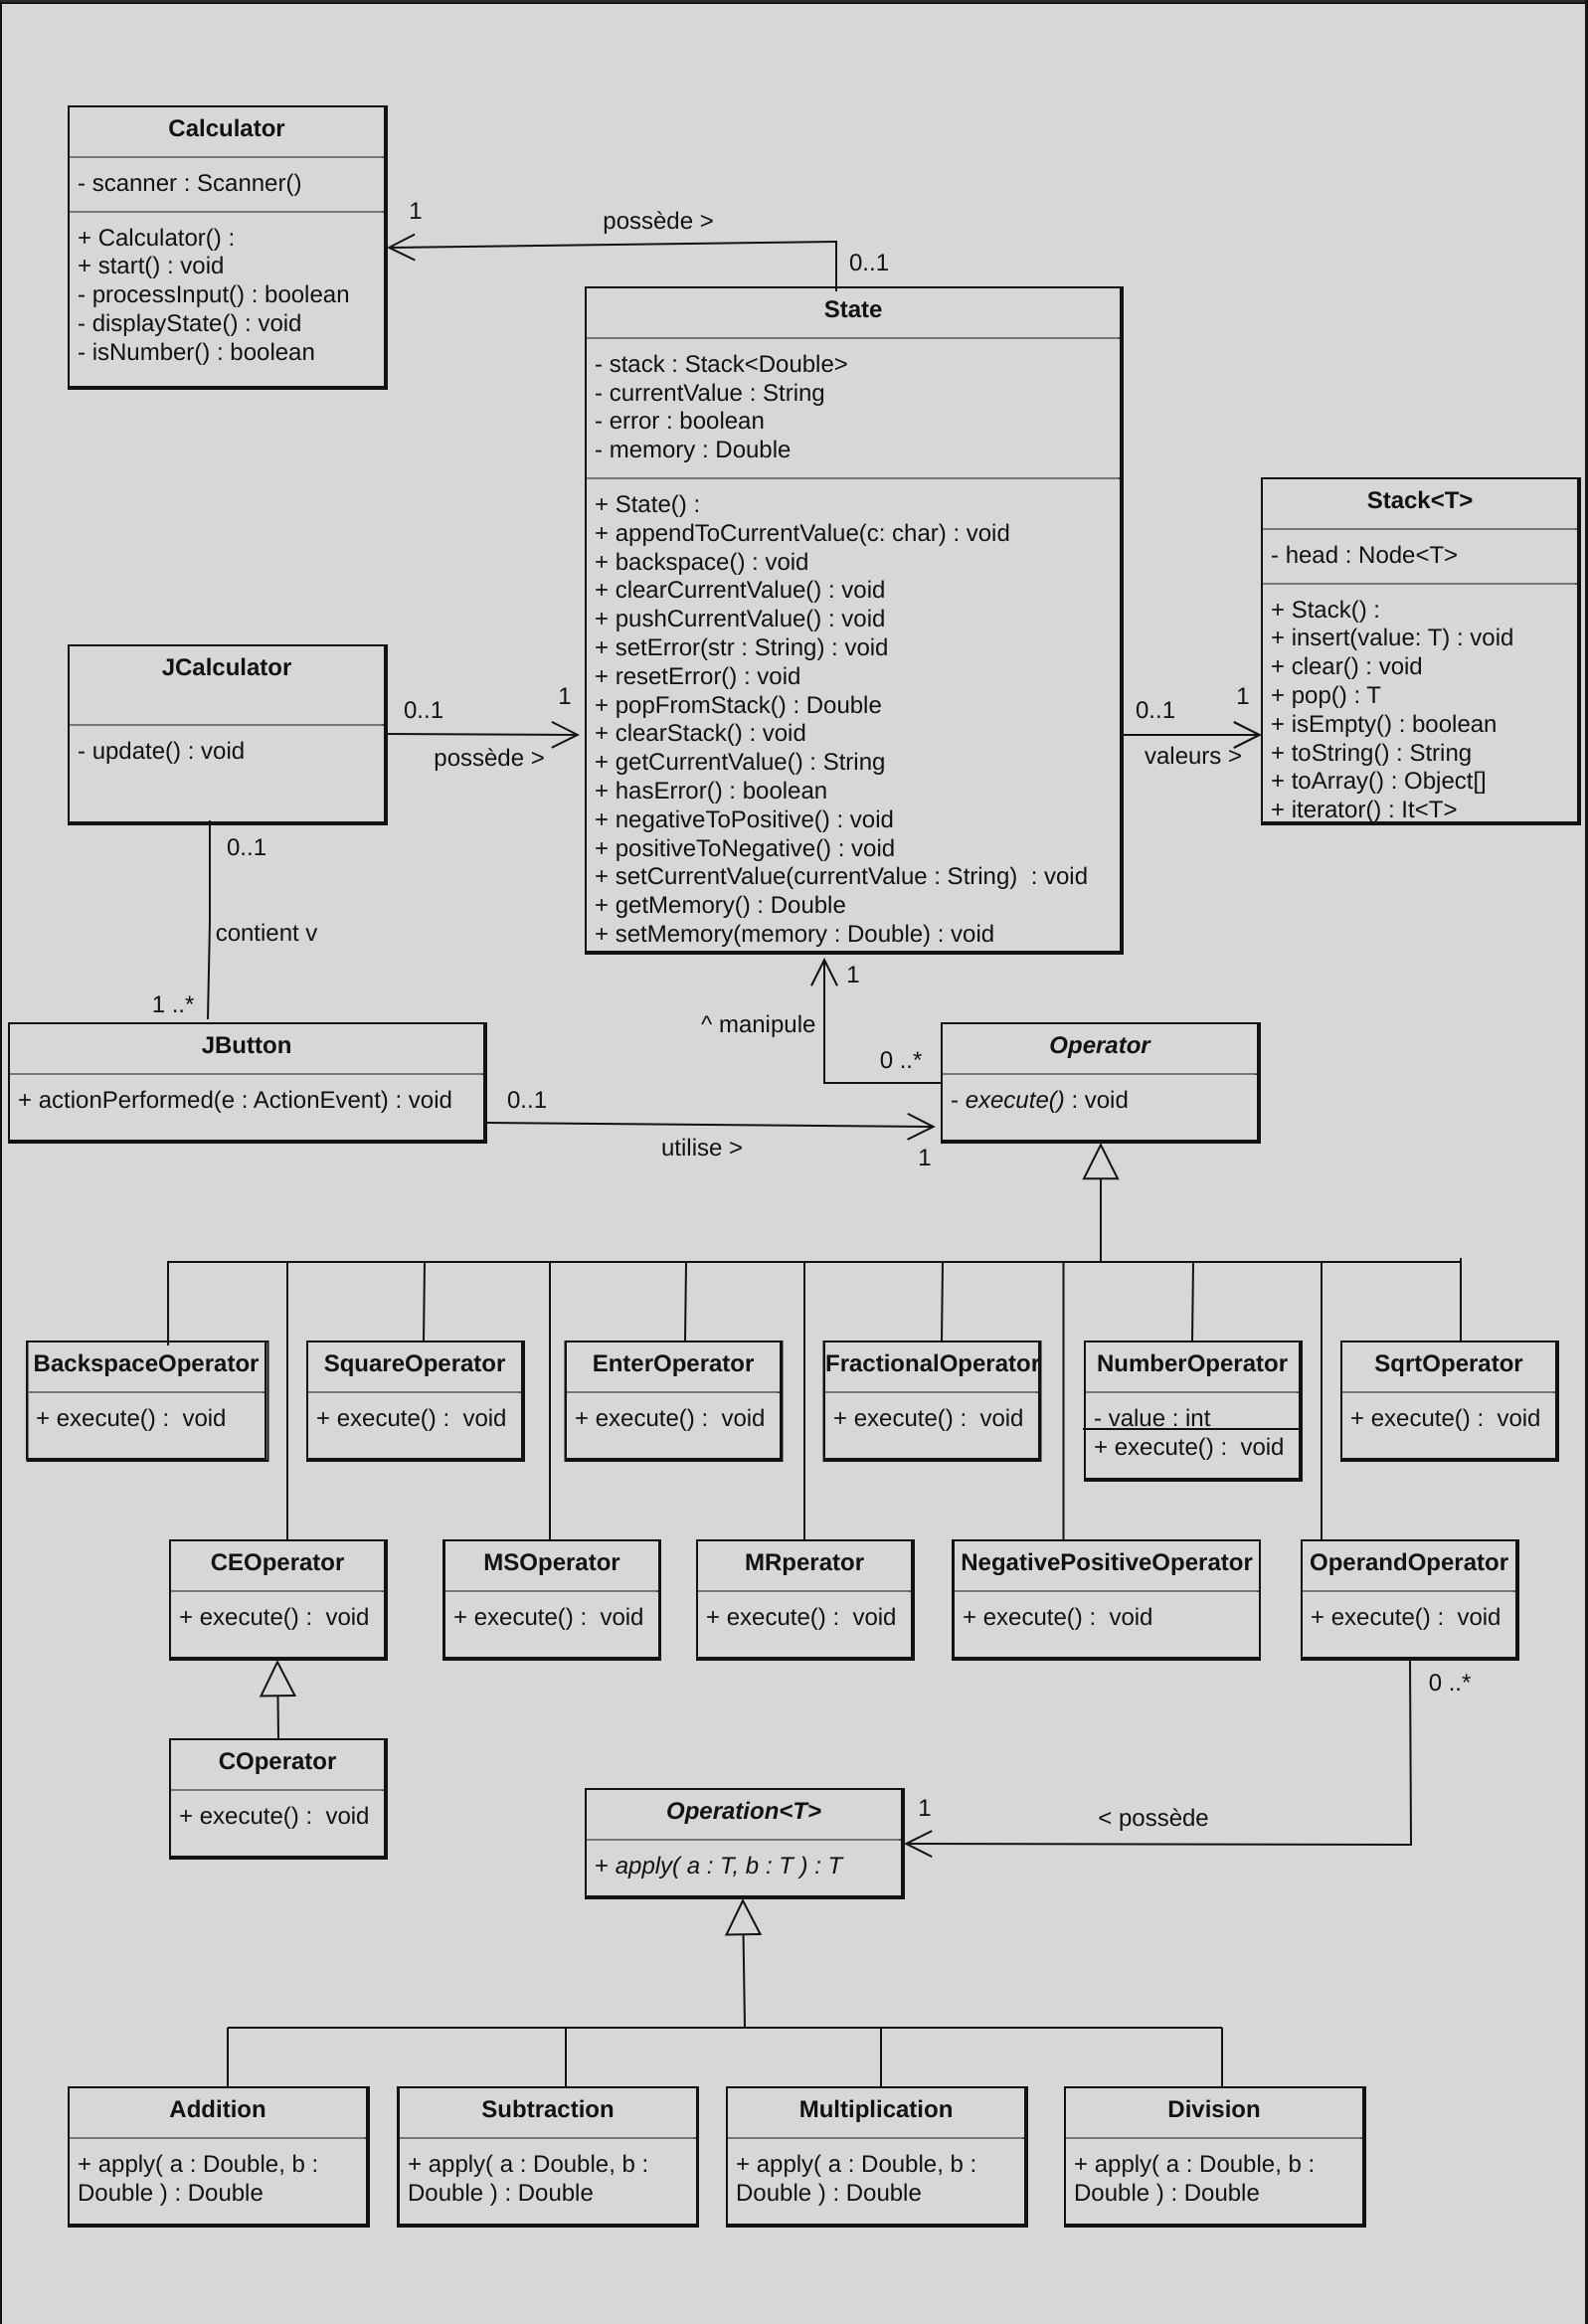 Calculator
- scanner : Scanner()
+ Calculator() :
+ start() : void
- processInput() : boolean
- displayState() : void
- isNumber() : boolean
1
possède >
0..1
State
- stack : Stack<Double>
- currentValue : String
- error : boolean
- memory : Double
+ State() :
+ appendToCurrentValue(c: char) : void
+ backspace() : void
+ clearCurrentValue() : void
+ pushCurrentValue() : void
+ setError(str : String) : void
+ resetError() : void
+ popFromStack() : Double
+ clearStack() : void
+ getCurrentValue() : String
+ hasError() : boolean
+ negativeToPositive() : void
+ positiveToNegative() : void
+ setCurrentValue(currentValue : String)  : void
+ getMemory() : Double
+ setMemory(memory : Double) : void
Stack<T>
- head : Node<T>
+ Stack() :
+ insert(value: T) : void
+ clear() : void
+ pop() : T
+ isEmpty() : boolean
+ toString() : String
+ toArray() : Object[]
+ iterator() : It<T>
0..1
1
valeurs >
JCalculator
- update() : void
0..1
1
possède >
0..1
contient v
1 ..*
JButton
+ actionPerformed(e : ActionEvent) : void
0..1
utilise >
1
1
^ manipule
0 ..*
Operator
- execute() : void
BackspaceOperator
+ execute() :  void
SquareOperator
+ execute() :  void
EnterOperator
+ execute() :  void
FractionalOperator
+ execute() :  void
NumberOperator
- value : int
+ execute() :  void
SqrtOperator
+ execute() :  void
CEOperator
+ execute() :  void
MSOperator
+ execute() :  void
MRperator
+ execute() :  void
NegativePositiveOperator
+ execute() :  void
OperandOperator
+ execute() :  void
0 ..*
COperator
+ execute() :  void
Operation<T>
+ apply( a : T, b : T ) : T
1
< possède
Addition
+ apply( a : Double, b :
Double ) : Double
Subtraction
+ apply( a : Double, b :
Double ) : Double
Multiplication
+ apply( a : Double, b :
Double ) : Double
Division
+ apply( a : Double, b :
Double ) : Double